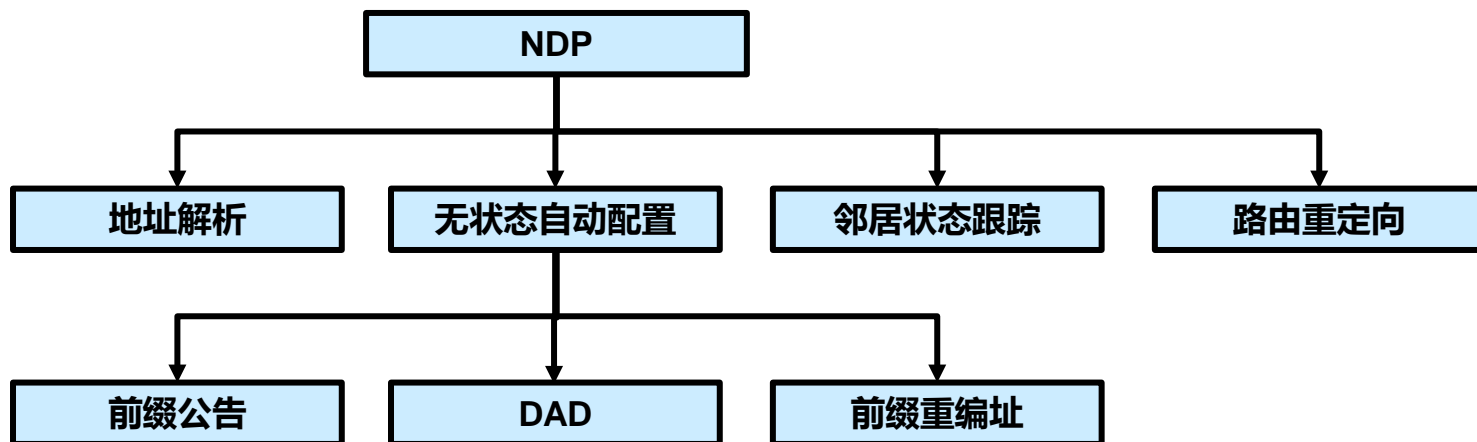 NDP
地址解析
无状态自动配置
邻居状态跟踪
路由重定向
前缀公告
DAD
前缀重编址